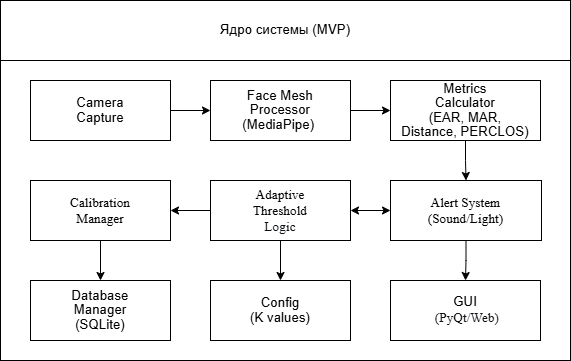 Ядро системы (MVP)
Camera
Capture
Face Mesh
Processor
(MediaPipe)
Metrics
Calculator
(EAR, MAR,
Distance, PERCLOS)
Calibration
Manager
Adaptive
Threshold
Logic
Alert System
(Sound/Light)
Database
Manager
(SQLite)
Config
(K values)
GUI
(PyQt/Web)